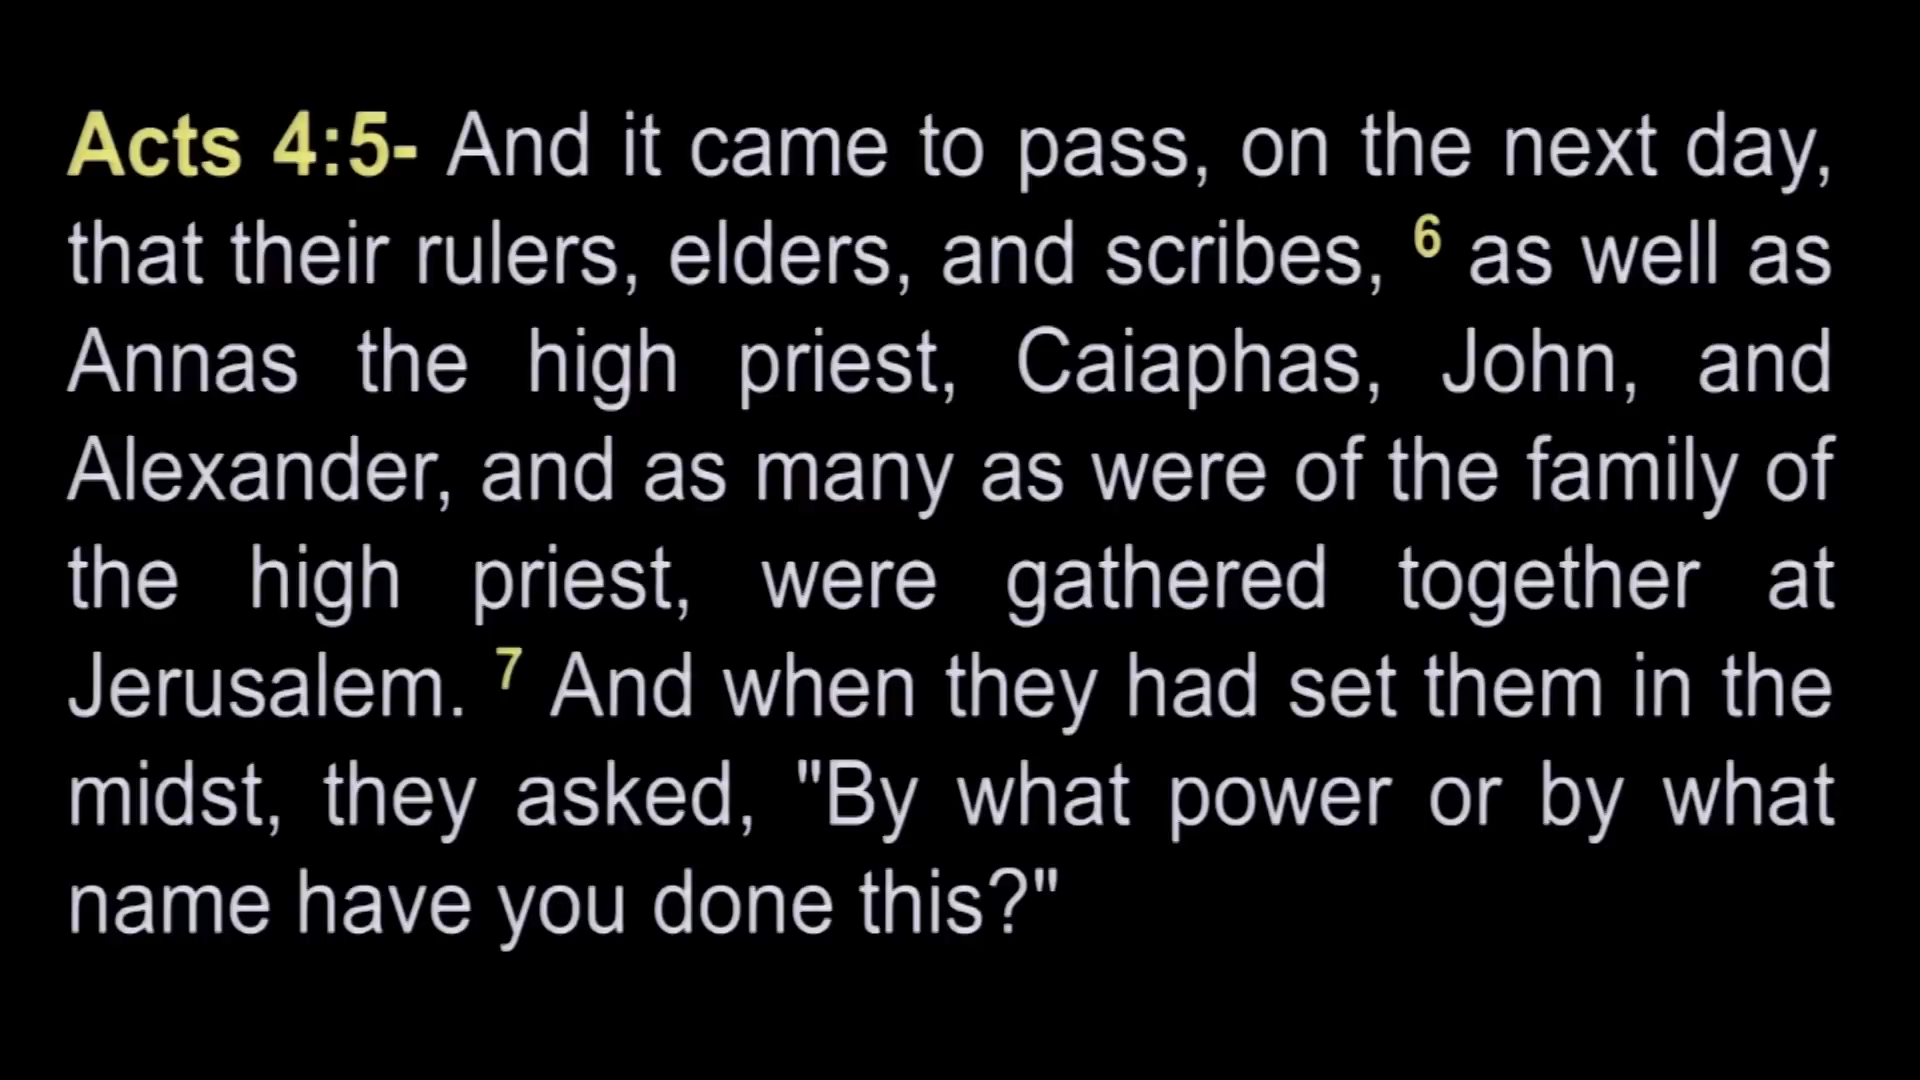 Acts 4:5- And it came to pass, on the next day,
that their rulers, elders, and scribes, 6 as well as
Annas the high priest, Caiaphas, John, and
Alexander, and as many as were of the family of
the high priest, were gathered together at
Jerusalem. 7 And when they had set them in the
midst, they asked, "By what power or by what
name have you done this?"